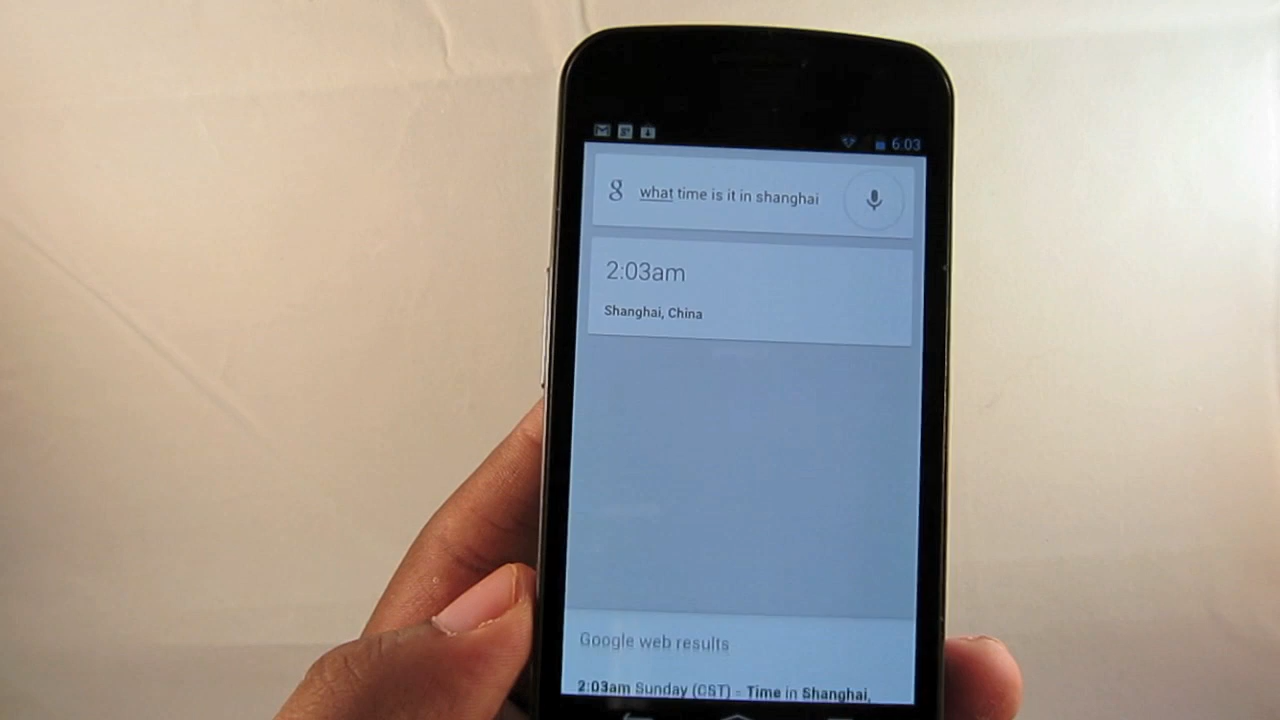 6:03
g what time is it in shanghai
2:03am
Shanghai, China
Google web results
2:03am Sunday (CST) - Time in Shanghai,